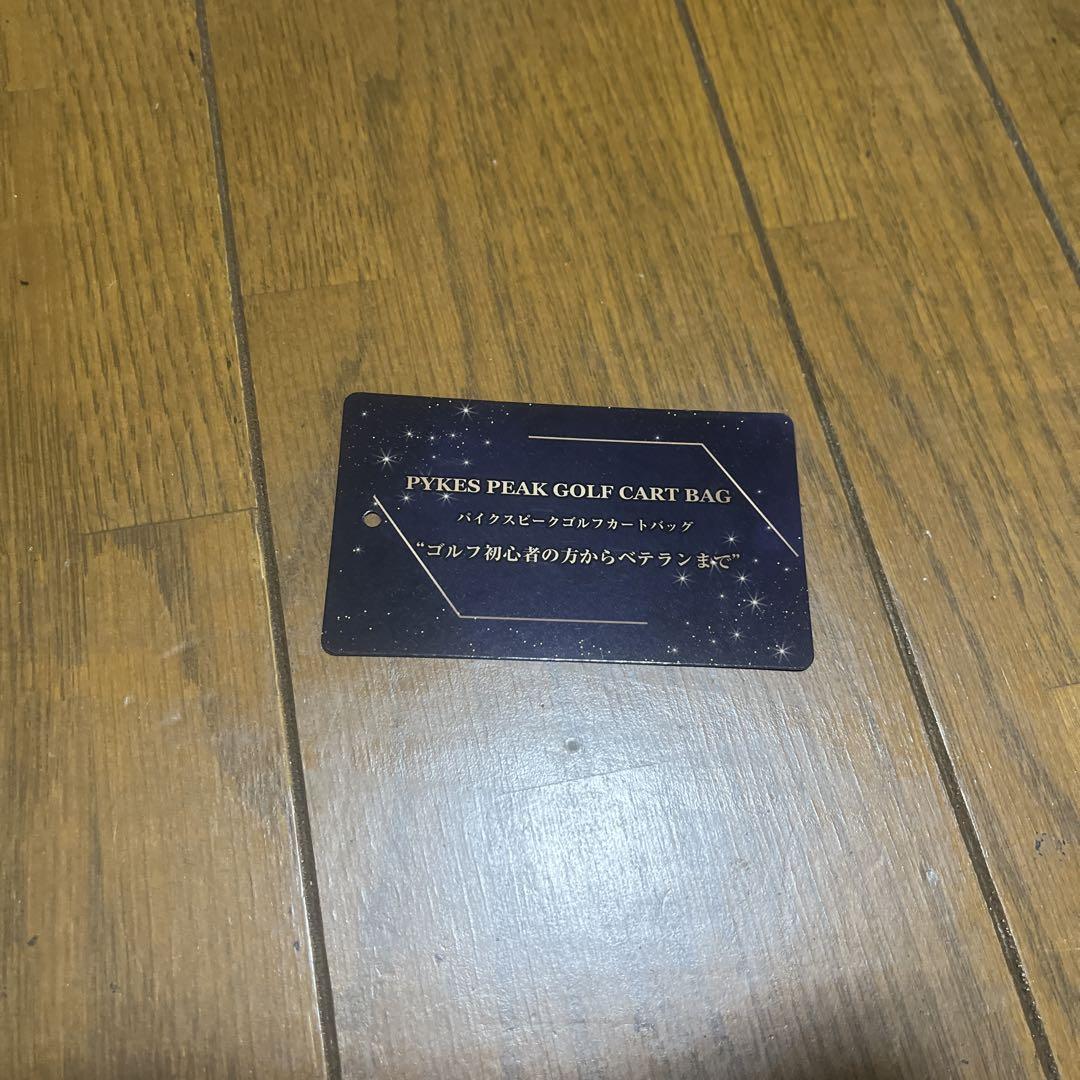 PYKES PEAK GOLF CART BAG
パイクスピークゴルフカートバッグ
“ゴルフ初心者の方からベテランまで”